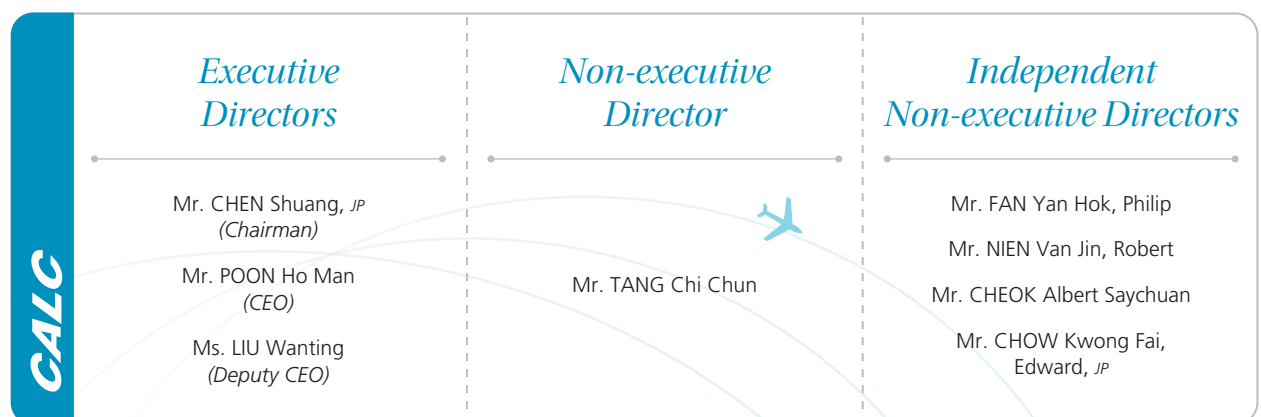 CALC
Executive
Directors
Mr. CHEN Shuang, JP
(Chairman)
Mr. POON Ho Man
(CEO)
Ms. LIU Wanting
(Deputy CEO)
Non-executive
Director
Mr. TANG Chi Chun
Independent
Non-executive Directors
Mr. FAN Yan Hok, Philip
Mr. NIEN Van Jin, Robert
Mr. CHEOK Albert Saychuan
Mr. CHOW Kwong Fai,
Edward, JP